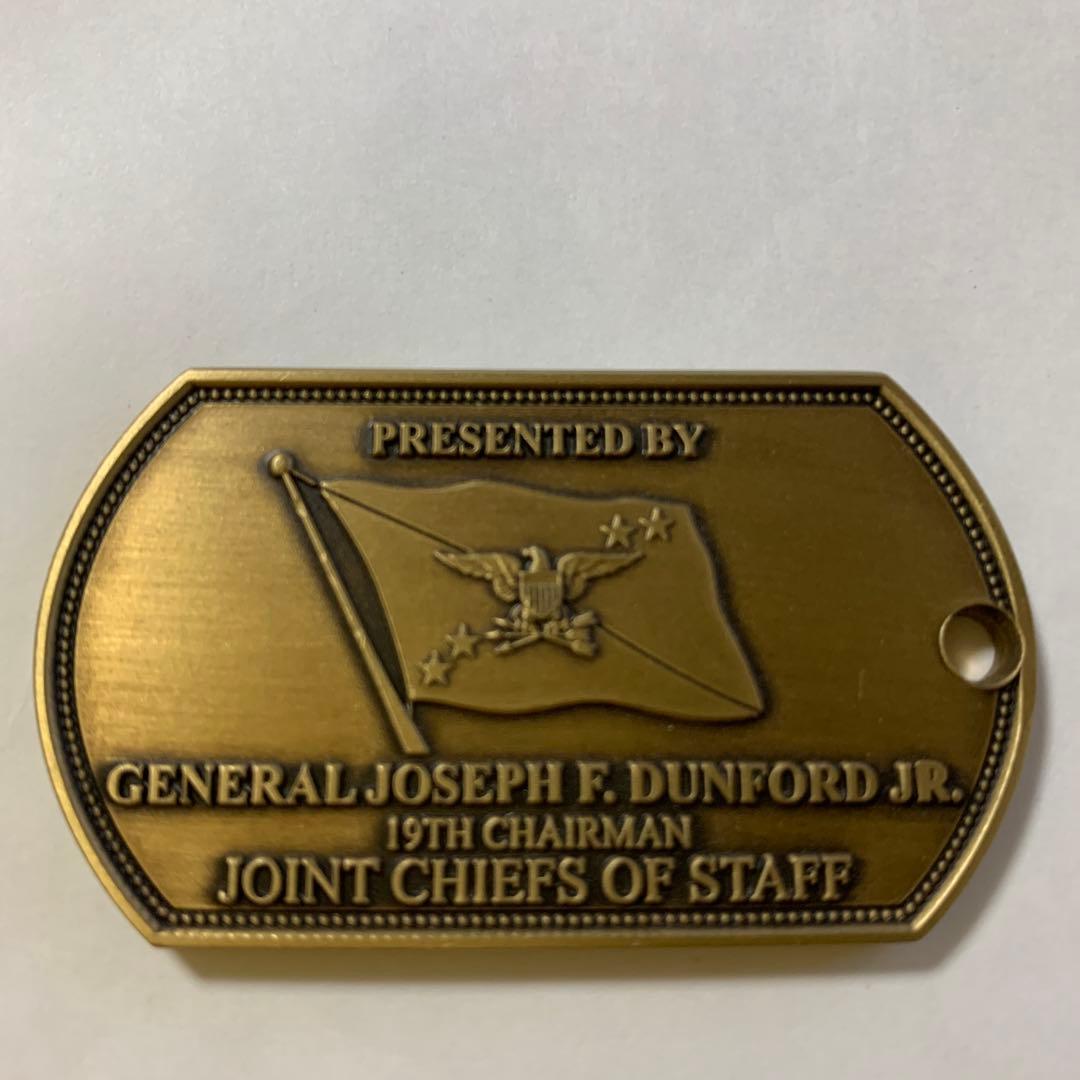 PRESENTED BY
GENERAL JOSEPH F. DUNFORD JR.
19TH CHAIRMAN
JOINT CHIEFS OF STAFF